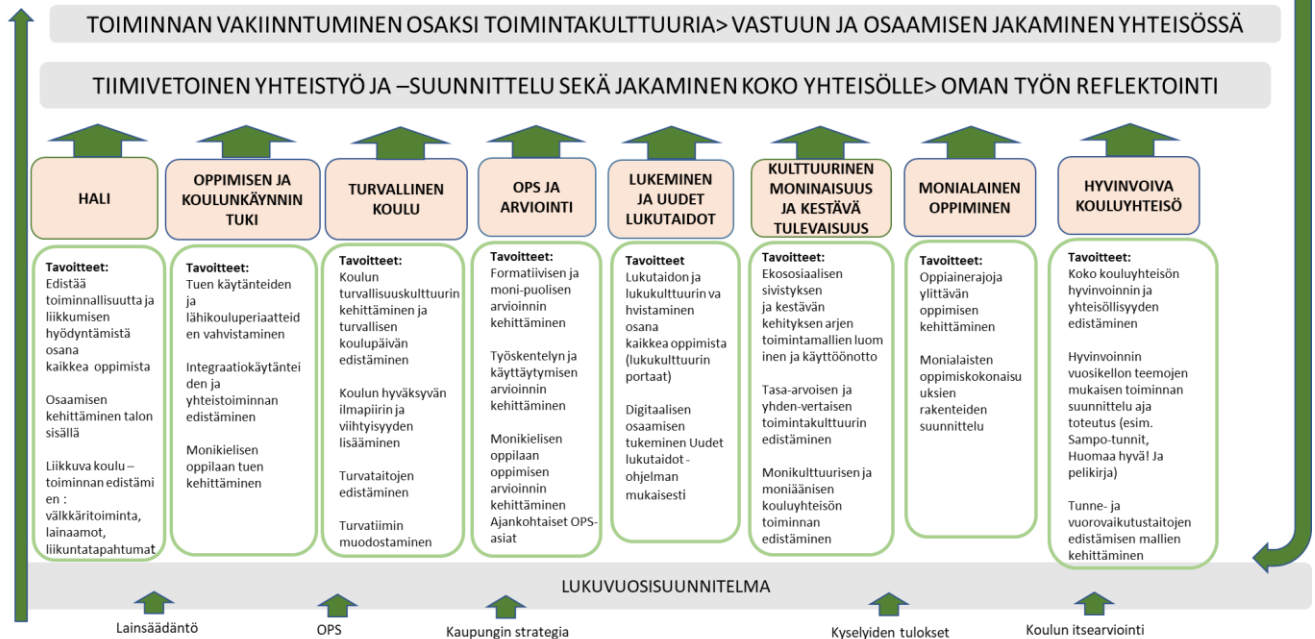 TOIMINNAN VAKIINNTUMINEN OSAKSI TOIMINTAKULTTUURIA> VASTUUN JA OSAAMISEN JAKAMINEN YHTEISÖSSÄ
TIIMIVETOINEN YHTEISTYÖ JA –SUUNNITTELU SEKÄ JAKAMINEN KOKO YHTEISÖLLE> OMAN TYÖN REFLEKTOINTI
HALI
Tavoitteet:
Edistää
toiminnallisuutta ja
liikkumisen
hyödyntämistä
osana
kaikkea oppimista
Osaamisen
kehittäminen talon
sisällä
Liikkuva koulu –
toiminnan edistämi
en :
välkkäritoiminta,
lainaamot,
liikuntatapahtumat
OPPIMISEN JA
KOULUNKÄYNNIN
TUKI
Tavoitteet:
Tuen käytänteiden
ja
lähikouluperiaatteid
en vahvistaminen
Integraatiokäytäntei
den ja
yhteistoiminnan
edistäminen
Monikielisen
oppilaan tuen
kehittäminen
TURVALLINEN
KOULU
Tavoitteet:
Koulun
turvallisuuskulttuurin
kehittäminen ja
turvallisen
koulupäivän
edistäminen
Koulun hyväksyvän
ilmapiirin ja
viihtyisyyden
lisääminen
Turvataitojen
edistäminen
Turvatiimin
muodostaminen
OPS JA
ARVIOINTI
Tavoitteet:
Formatiivisen ja
moni-puolisen
arvioinnin
kehittäminen
Työskentelyn ja
käyttäytymisen
arvioinnin
kehittäminen
Monikielisen
oppilaan
oppimisen
arvioinnin
kehittäminen
Ajankohtaiset OPS-
asiat
LUKEMINEN
JA UUDET
LUKUTAIDOT
Tavoitteet
Lukutaidon ja
lukukulttuurin va
hvistaminen
osana
kaikkea oppimista
(lukukulttuurin
portaat)
Digitaalisen
osaamisen
tukeminen Uudet
lukutaidot -
ohjelman
mukaisesti
KULTTUURINEN
MONINAISUUS
JA KESTÄVÄ
TULEVAISUUS
Tavoitteet:
Ekososiaalisen
sivistyksen
ja kestävän
kehityksen arjen
toimintamallien luom
inen ja käyttöönotto
Tasa-arvoisen ja
yhden-vertaisen
toimintakulttuurin
edistäminen
Monikulttuurisen ja
moniäänisen
kouluyhteisön
toiminnan
edistäminen
MONIALAINEN
OPPIMINEN
Tavoitteet:
Oppiainerajoja
ylittävän
oppimisen
kehittäminen
Monialaisten
oppimiskokonaisu
uksien
rakenteiden
suunnittelu
HYVINVOIVA
KOULUYHTEISÖ
Tavoitteet:
Koko kouluyhteisön
hyvinvoinnin ja
yhteisöllisyyden
edistäminen
Hyvinvoinnin
vuosikellon teemojen
mukaisen toiminnan
suunnittelu aja
toteutus (esim.
Sampo-tunnit,
Huomaa hyvä! Ja
pelikirja)
Tunne- ja
vuorovaikutustaitojen
edistämisen mallien
kehittäminen
LUKUVUOSISUUNNITELMA
Lainsäädäntö
OPS
Kaupungin strategia
Kyselyiden tulokset
Koulun itsearviointi